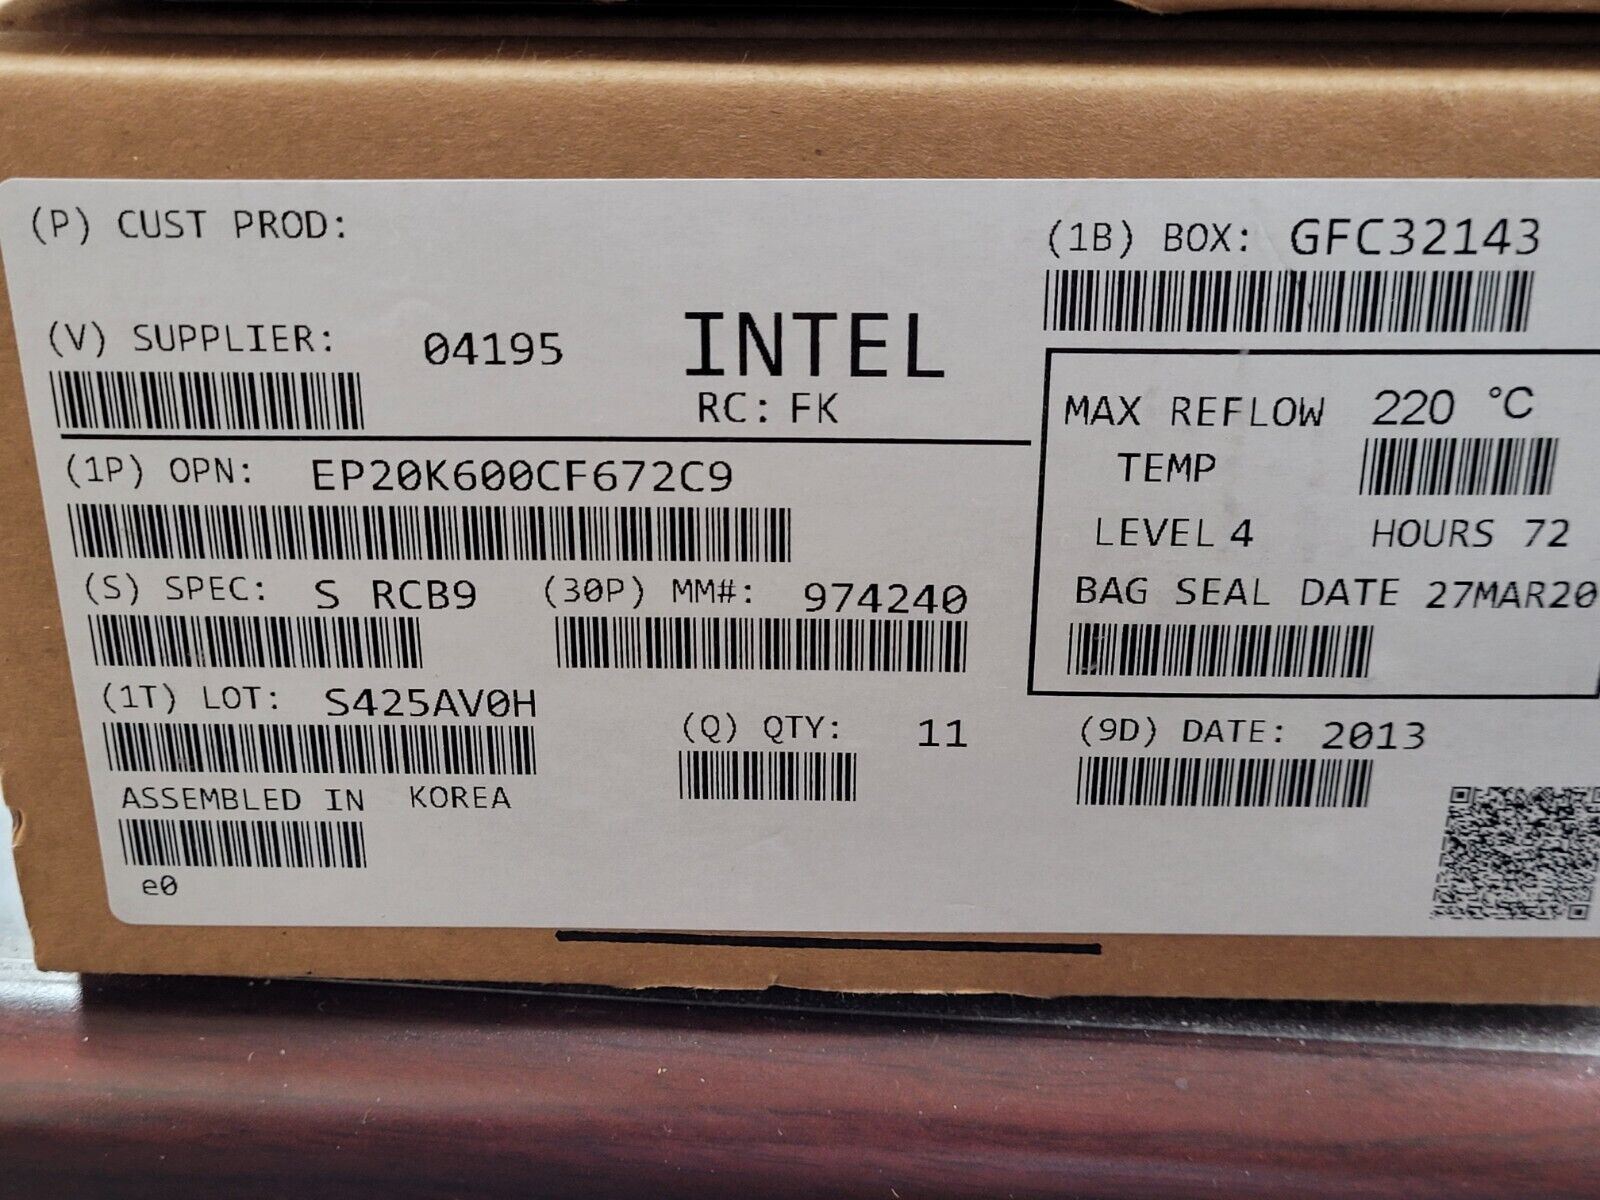 (P) CUST PROD:
(1B) BOX: GFC32143
(V) SUPPLIER: 04195
INTEL
RC: FK
MAX REFLOW 220 °C
TEMP
LEVEL 4 HOURS 72
BAG SEAL DATE 27MAR20
(1P) OPN: EP20K600CF672C9
(S) SPEC: S RCB9
(30P) MM#: 974240
(1T) LOT: S425AV0H
(Q) QTY: 11
(9D) DATE: 2013
ASSEMBLED IN KOREA
e0